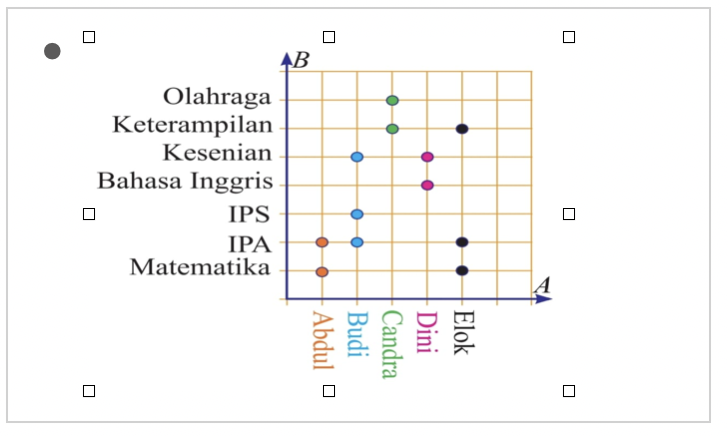 B
Olahraga
Keterampilan
Kesenian
Bahasa Inggris
IPS
IPA
Matematika
A
Abdul
Budi
Candra
Dini
Elok